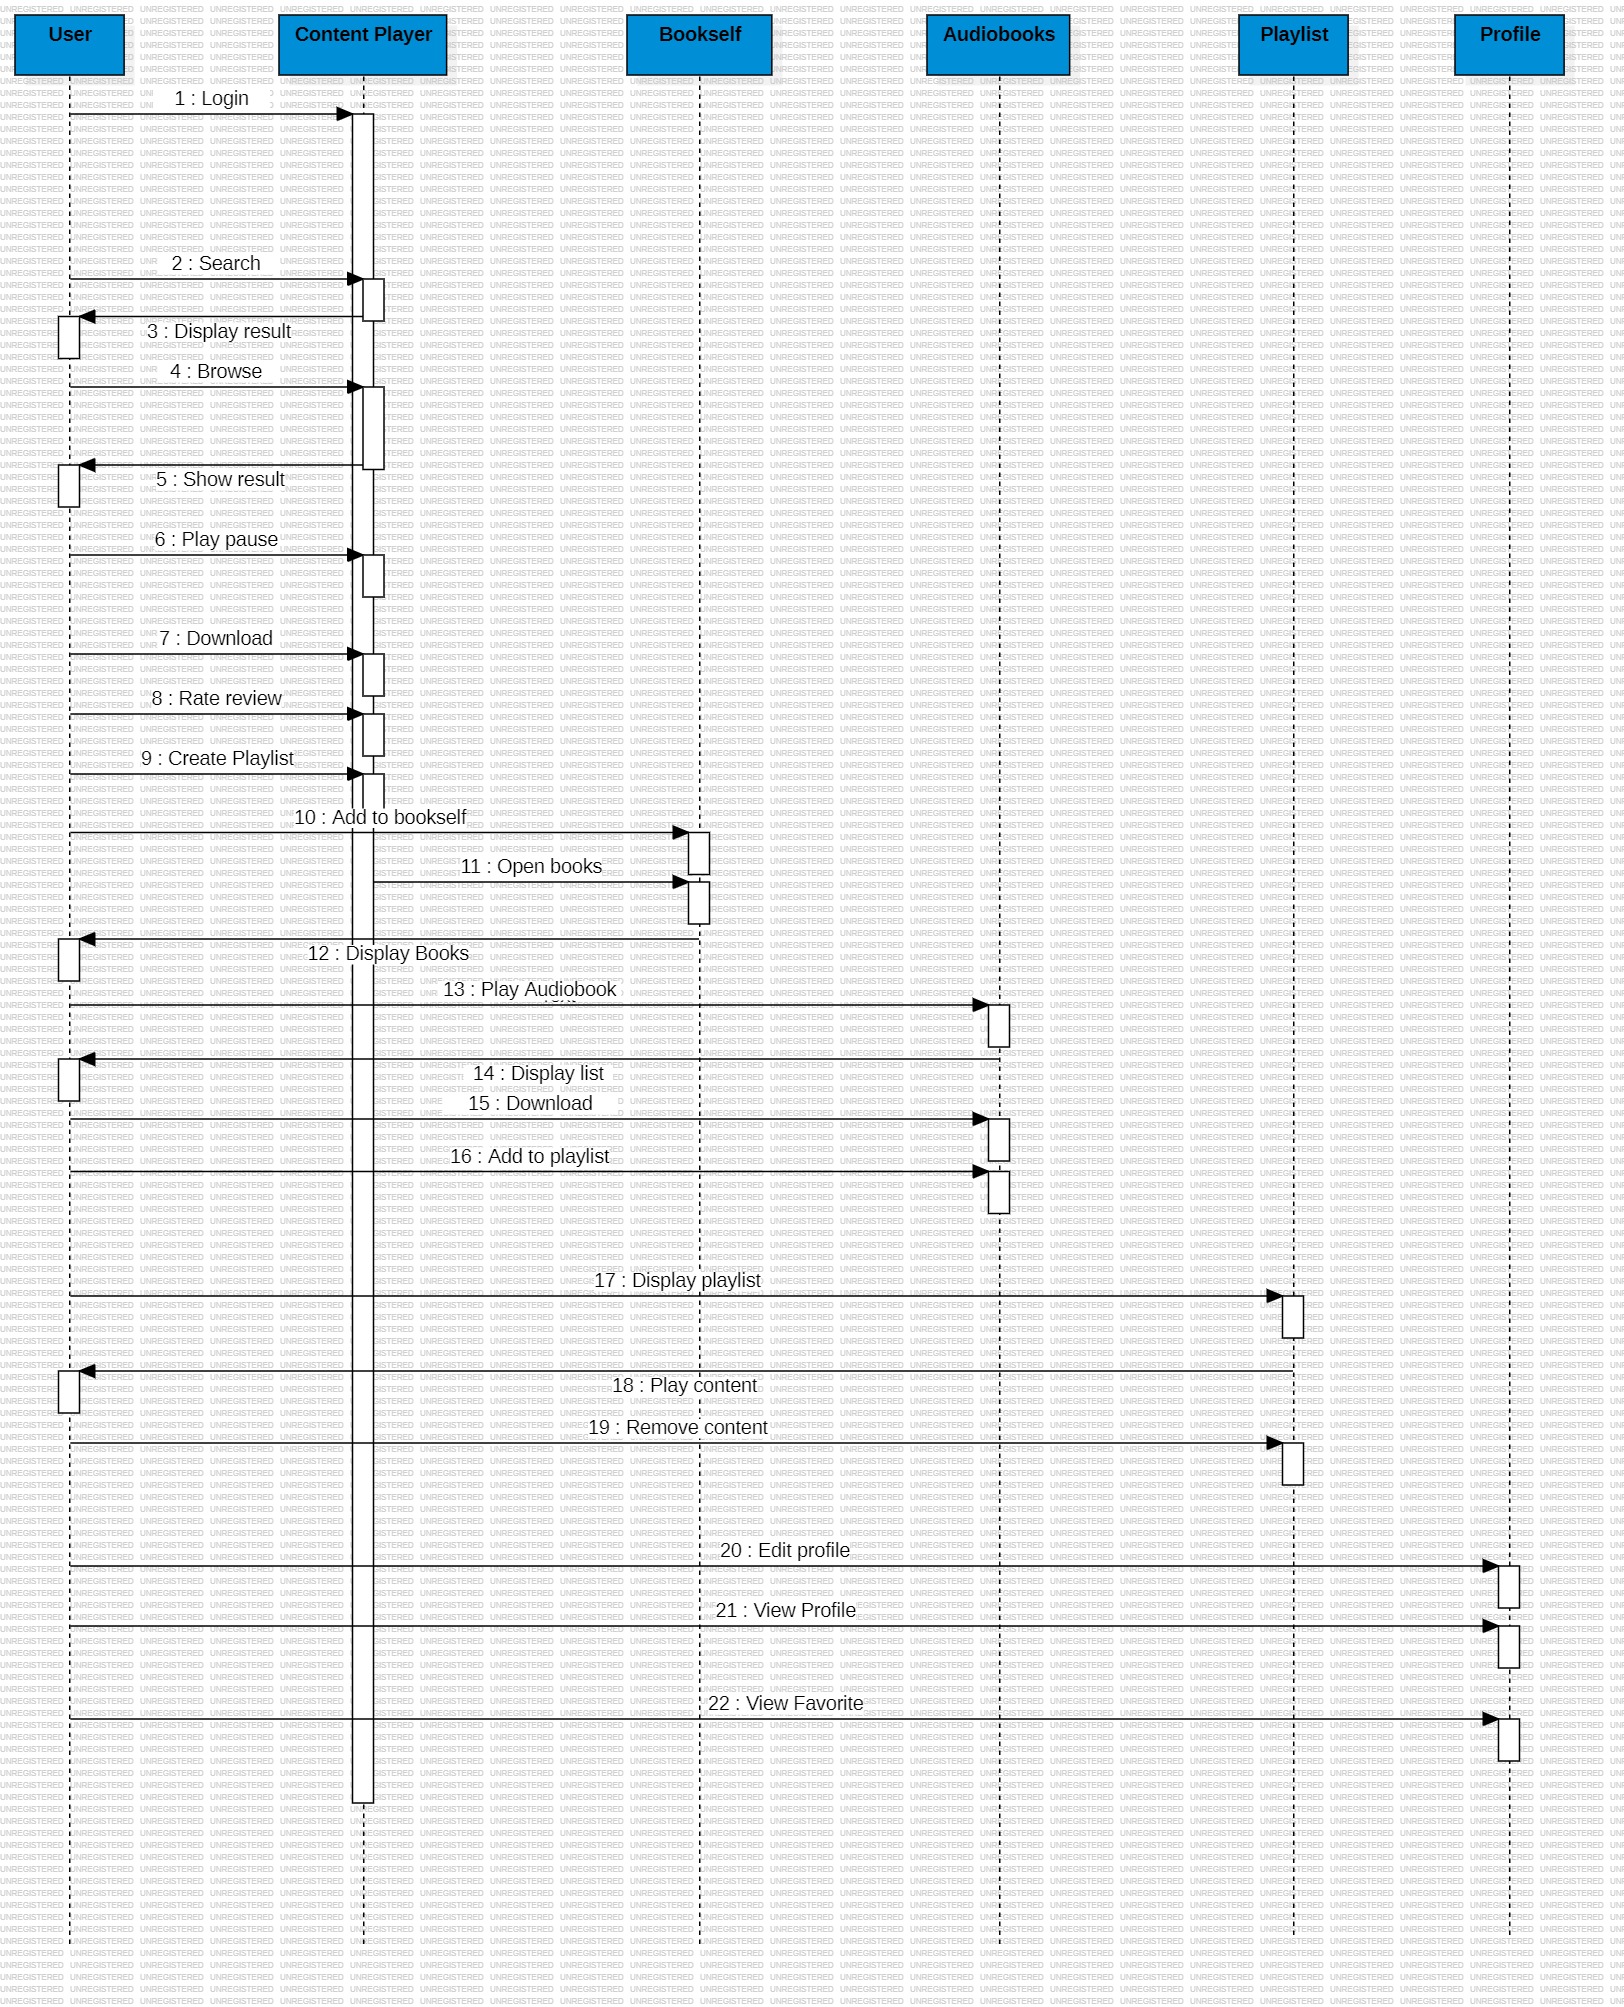 User
Content Player
Bookself
Audiobooks
Playlist
Profile
1 : Login
2 : Search
3 : Display result
4 : Browse
5 : Show result
6 : Play pause
7 : Download
8 : Rate review
9 : Create Playlist
10 : Add to bookself
11 : Open books
12 : Display Books
13 : Play Audiobook
14 : Display list
15 : Download
16 : Add to playlist
17 : Display playlist
18 : Play content
19 : Remove content
20 : Edit profile
21 : View Profile
22 : View Favorite
UNREGISTERED